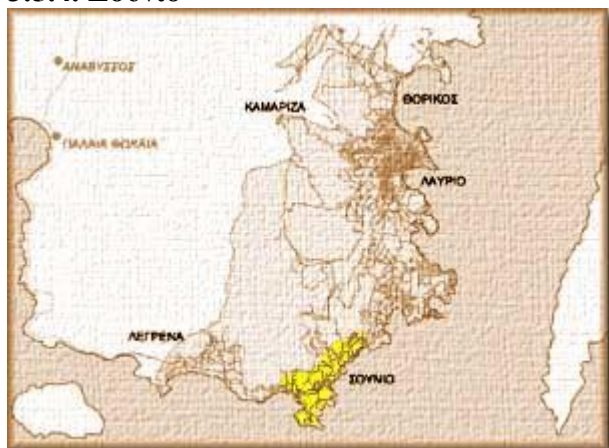 ΑΝΑΒΥΣΣΟΣ
ΚΑΜΑΡΙΖΑ
ΘΟΡΙΚΟΣ
ΠΑΛΑΙΑ ΦΩΚΑΙΑ
ΛΑΥΡΙΟ
ΛΕΓΡΕΝΑ
ΣΟΥΝΙΟ